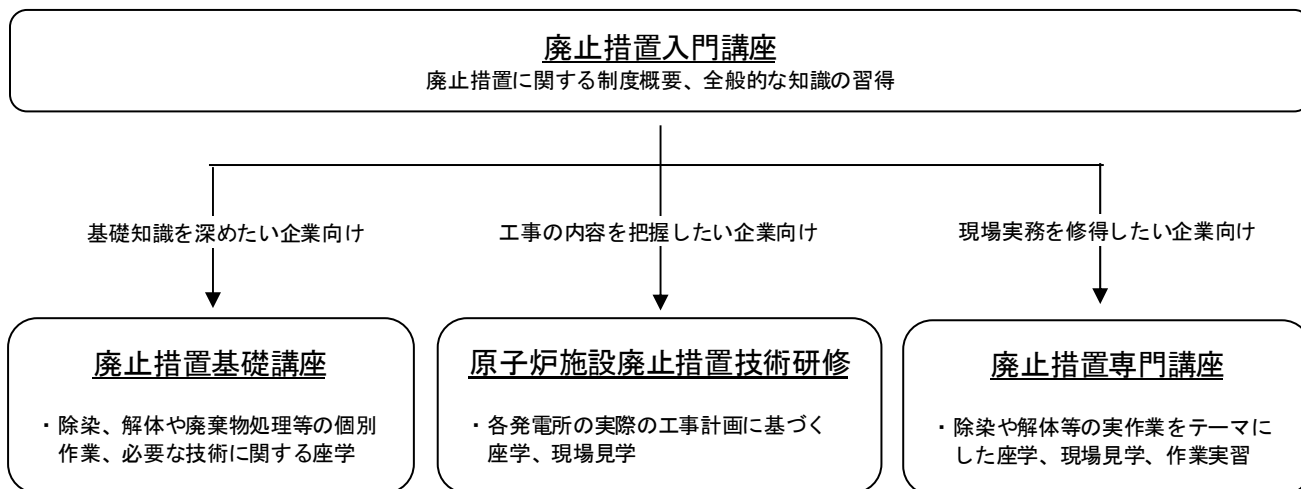 廃止措置入門講座
廃止措置に関する制度概要、全般的な知識の習得
基礎知識を深めたい企業向け
工事の内容を把握したい企業向け
現場実務を修得したい企業向け
廃止措置基礎講座
・除染、解体や廃棄物処理等の個別
作業、必要な技術に関する座学
原子炉施設廃止措置技術研修
・各発電所の実際の工事計画に基づく
座学、現場見学
廃止措置専門講座
・除染や解体等の実作業をテーマに
した座学、現場見学、作業実習